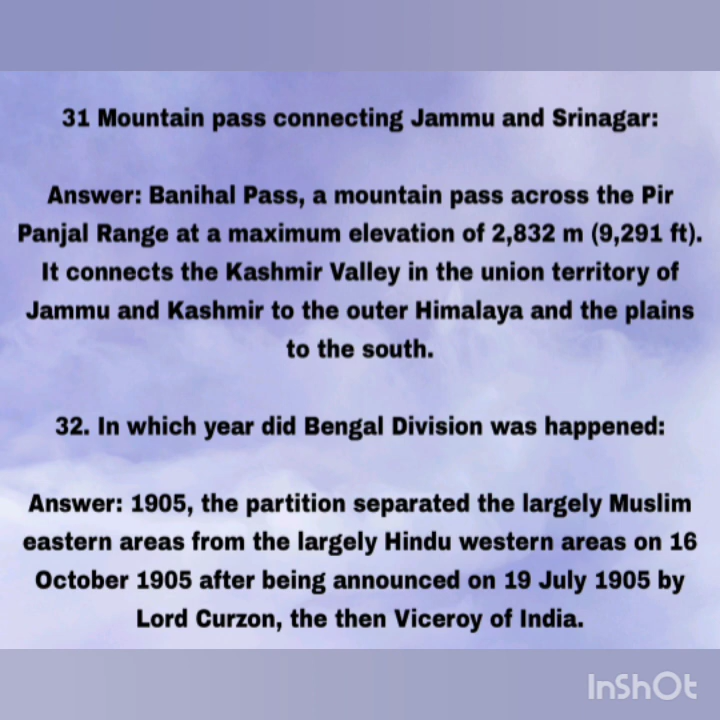 31 Mountain pass connecting Jammu and Srinagar:
Answer: Banihal Pass, a mountain pass across the Pir
Panjal Range at a maximum elevation of 2,832 m (9,291 ft).
It connects the Kashmir Valley in the union territory of
Jammu and Kashmir to the outer Himalaya and the plains
to the south.
32. In which year did Bengal Division was happened:
Answer: 1905, the partition separated the largely Muslim
eastern areas from the largely Hindu western areas on 16
October 1905 after being announced on 19 July 1905 by
Lord Curzon, the then Viceroy of India.
InShOt